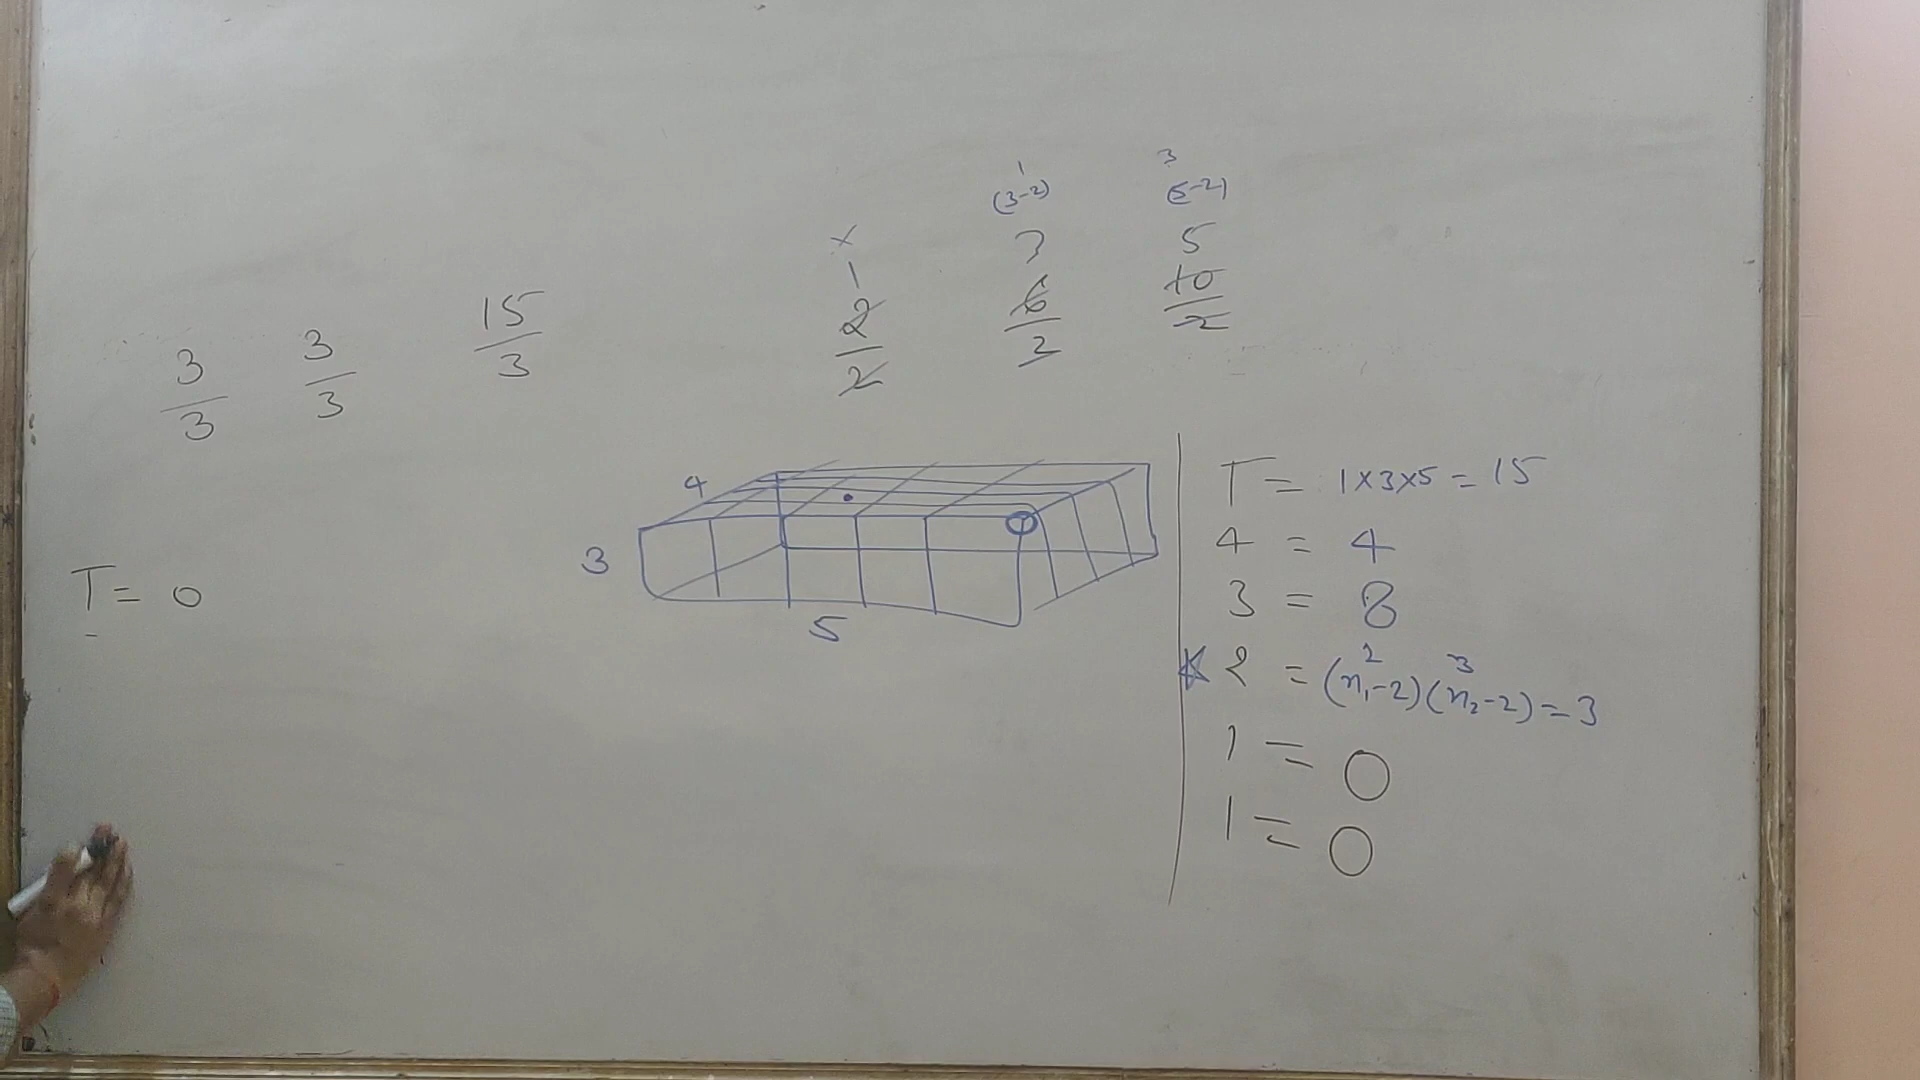 3/3 3/3 15/3
T = 0
1 3
(3-2) (5-2)
× 3 5
1
2/2 6/2 10/2
4
3
5
T = 1×3×5 = 15
4 = 4
3 = 8
2 = (n₁-2)(n₂-2) = 3
1 = 0
1 = 0